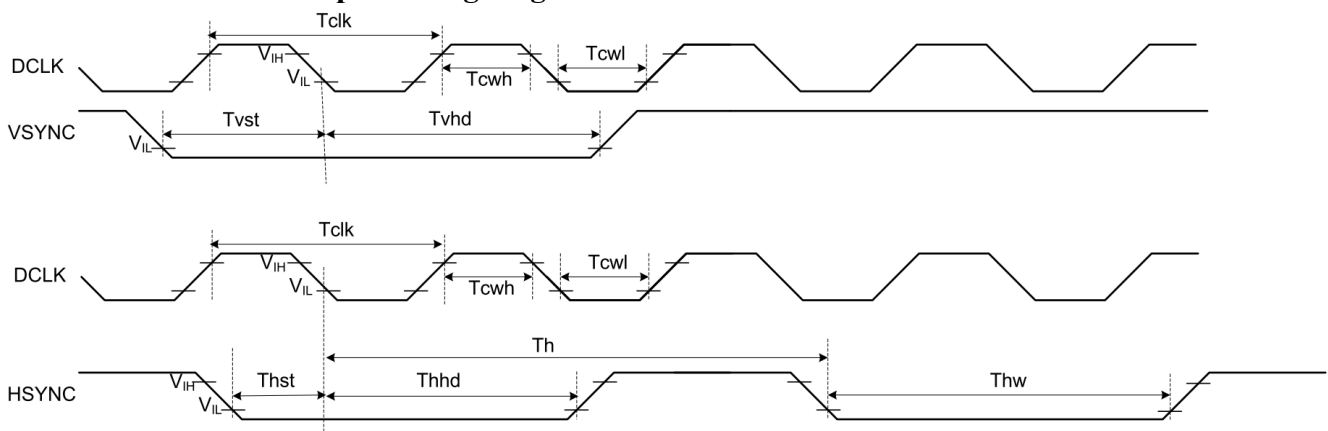 Tclk
DCLK
VIH
VIL
Tcwh
Tcwl
VSYNC
VIL
Tvst
Tvhd
Tclk
DCLK
VIH
VIL
Tcwh
Tcwl
Th
HSYNC
VIH
VIL
Thst
Thhd
Thw